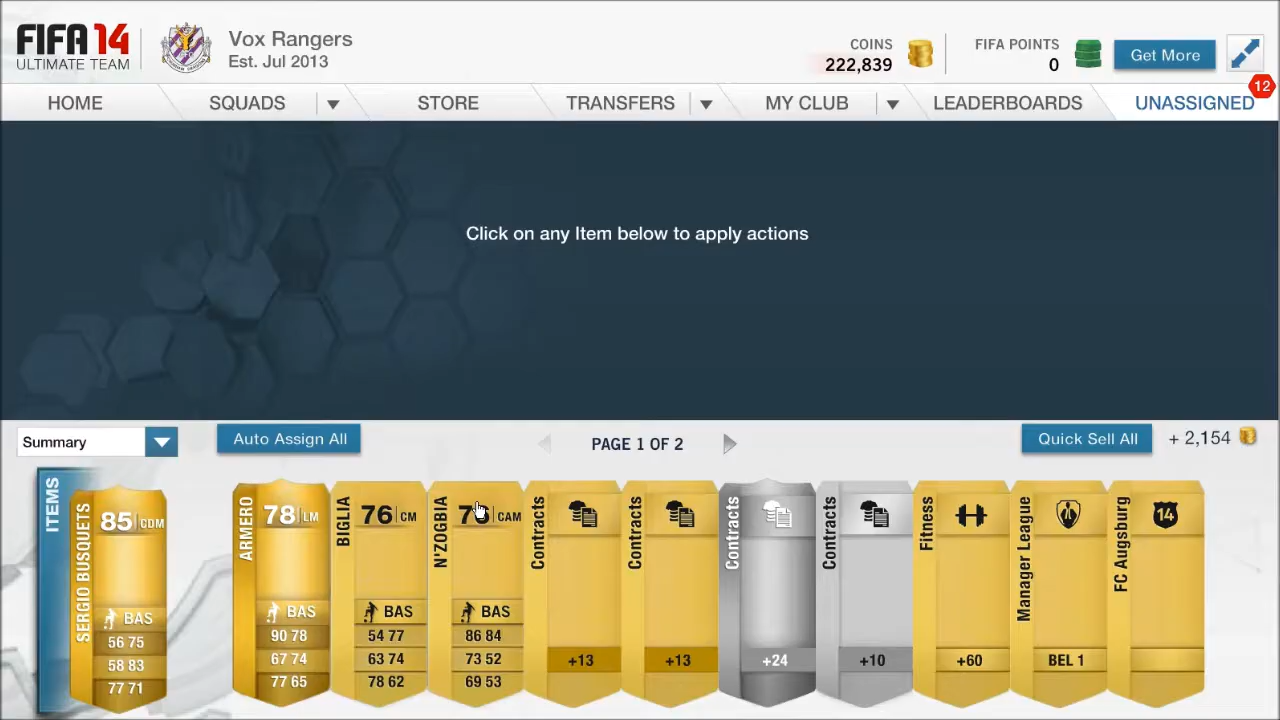 FIFA 14
ULTIMATE TEAM
Vox Rangers
Est. Jul 2013
COINS
222,839
FIFA POINTS
0
Get More
HOME
SQUADS
STORE
TRANSFERS
MY CLUB
LEADERBOARDS
UNASSIGNED
12
Click on any Item below to apply actions
Summary
Auto Assign All
PAGE 1 OF 2
Quick Sell All
+ 2,154
ITEMS
SERGIO BUSQUETS
85 CDM
BAS
56 75
58 83
77 71
ARMERO
78 LM
BAS
90 78
67 74
77 65
BIGLIA
76 CM
BAS
54 77
63 74
78 62
N'ZOGBIA
CAM
BAS
86 84
73 52
69 53
Contracts
+13
Contracts
+13
Contracts
+24
Contracts
+10
Fitness
+60
Manager League
BEL 1
FC Augsburg
14